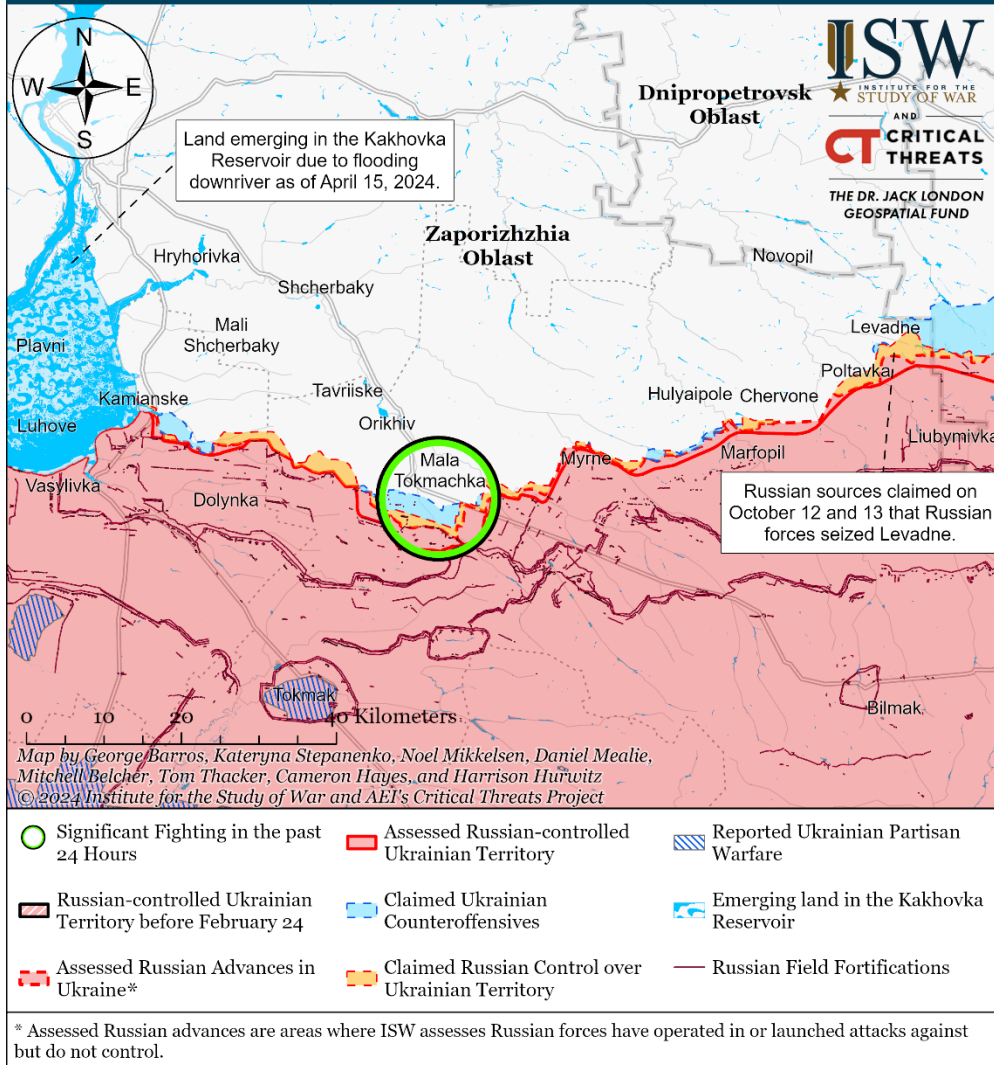 N
W E
S
ISW
INSTITUTE FOR THE
STUDY OF WAR
AND
CT CRITICAL
THREATS
THE DR. JACK LONDON
GEOSPATIAL FUND
Dnipropetrovsk
Oblast
Land emerging in the Kakhovka
Reservoir due to flooding
downriver as of April 15, 2024.
Zaporizhzhia
Oblast
Hryhorivka
Novopil
Shcherbaky
Mali
Shcherbaky
Levadne
Plavni
Poltavka
Tavriiske
Hulyaipole
Chervone
Kamianske
Orikhiv
Luhove
Liubymivka
Mala
Tokmachka
Myrne
Marfopil
Vasylivka
Dolynka
Russian sources claimed on
October 12 and 13 that Russian
forces seized Levadne.
Tokmak
Bilmak
0 10 20 40 Kilometers
Map by George Barros, Kateryna Stepanenko, Noel Mikkelsen, Daniel Mealie,
Mitchell Belcher, Tom Thacker, Cameron Hayes, and Harrison Hurwitz
© 2024 Institute for the Study of War and AEI's Critical Threats Project
Significant Fighting in the past
24 Hours
Assessed Russian-controlled
Ukrainian Territory
Reported Ukrainian Partisan
Warfare
Russian-controlled Ukrainian
Territory before February 24
Claimed Ukrainian
Counteroffensives
Emerging land in the Kakhovka
Reservoir
Assessed Russian Advances in
Ukraine*
Claimed Russian Control over
Ukrainian Territory
Russian Field Fortifications
* Assessed Russian advances are areas where ISW assesses Russian forces have operated in or launched attacks against
but do not control.